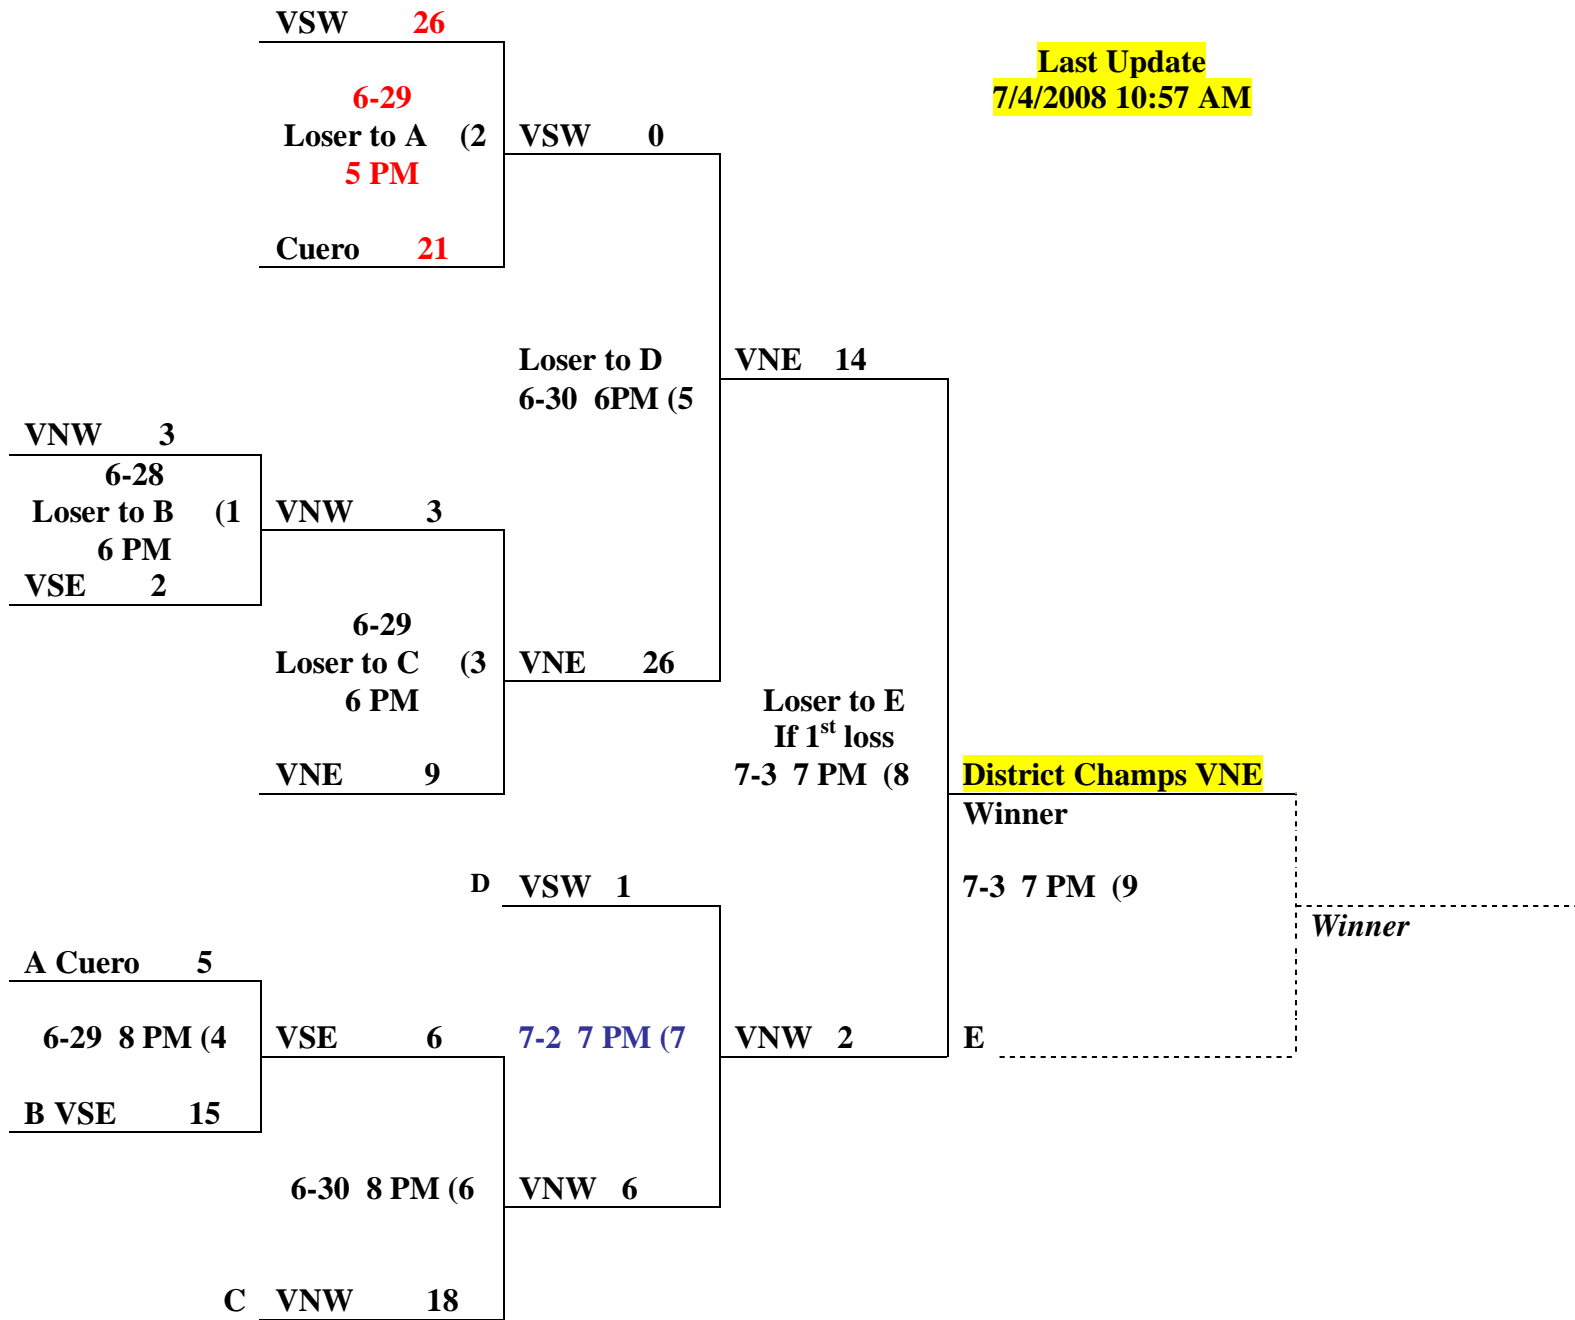 VSW 26
Last Update
7/4/2008 10:57 AM
6-29
Loser to A (2
5 PM
VSW 0
Cuero 21
Loser to D
6-30 6PM (5
VNE 14
VNW 3
6-28
Loser to B (1
6 PM
VSE 2
VNW 3
6-29
Loser to C (3
6 PM
VNE 26
VNE 9
Loser to E
If 1st loss
7-3 7 PM (8
District Champs VNE
Winner
7-3 7 PM (9
Winner
D VSW 1
A Cuero 5
6-29 8 PM (4
B VSE 15
VSE 6
7-2 7 PM (7
VNW 2
E
6-30 8 PM (6
VNW 6
C VNW 18